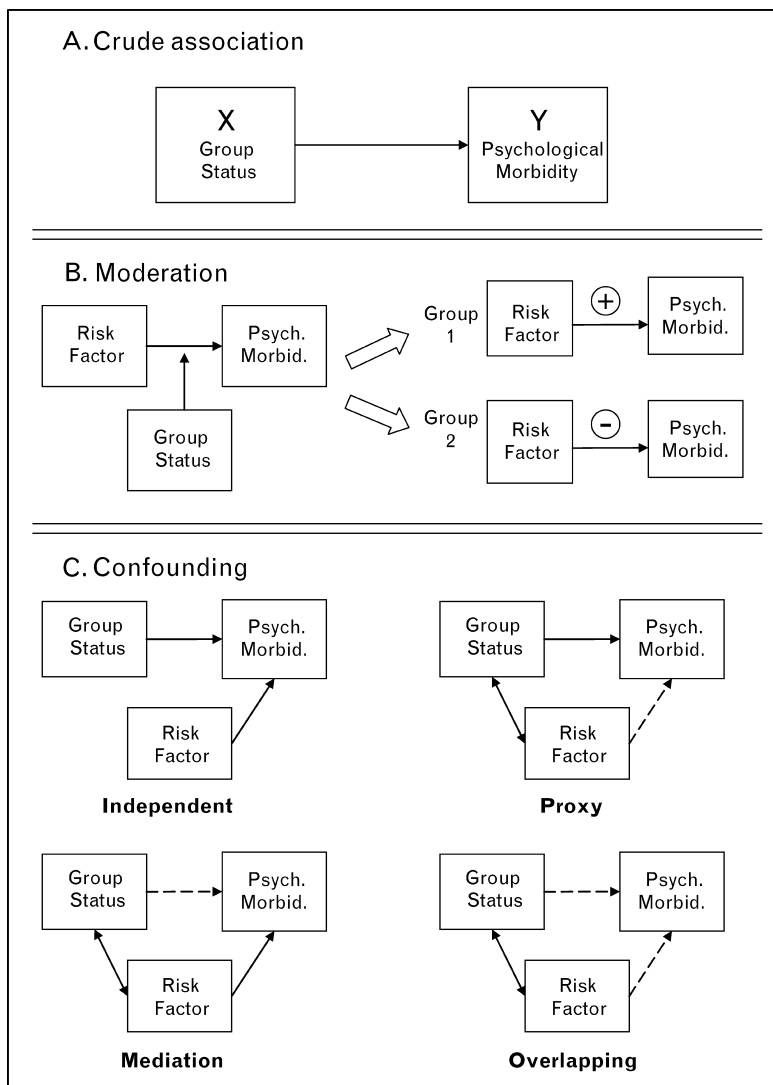 A. Crude association
X
Group
Status
Y
Psychological
Morbidity
B. Moderation
Risk
Factor
Psych.
Morbid.
Group
Status
Group
1
Risk
Factor
+
Psych.
Morbid.
Group
2
Risk
Factor
-
Psych.
Morbid.
C. Confounding
Group
Status
Psych.
Morbid.
Risk
Factor
Independent
Group
Status
Psych.
Morbid.
Risk
Factor
Proxy
Group
Status
Psych.
Morbid.
Risk
Factor
Mediation
Group
Status
Psych.
Morbid.
Risk
Factor
Overlapping